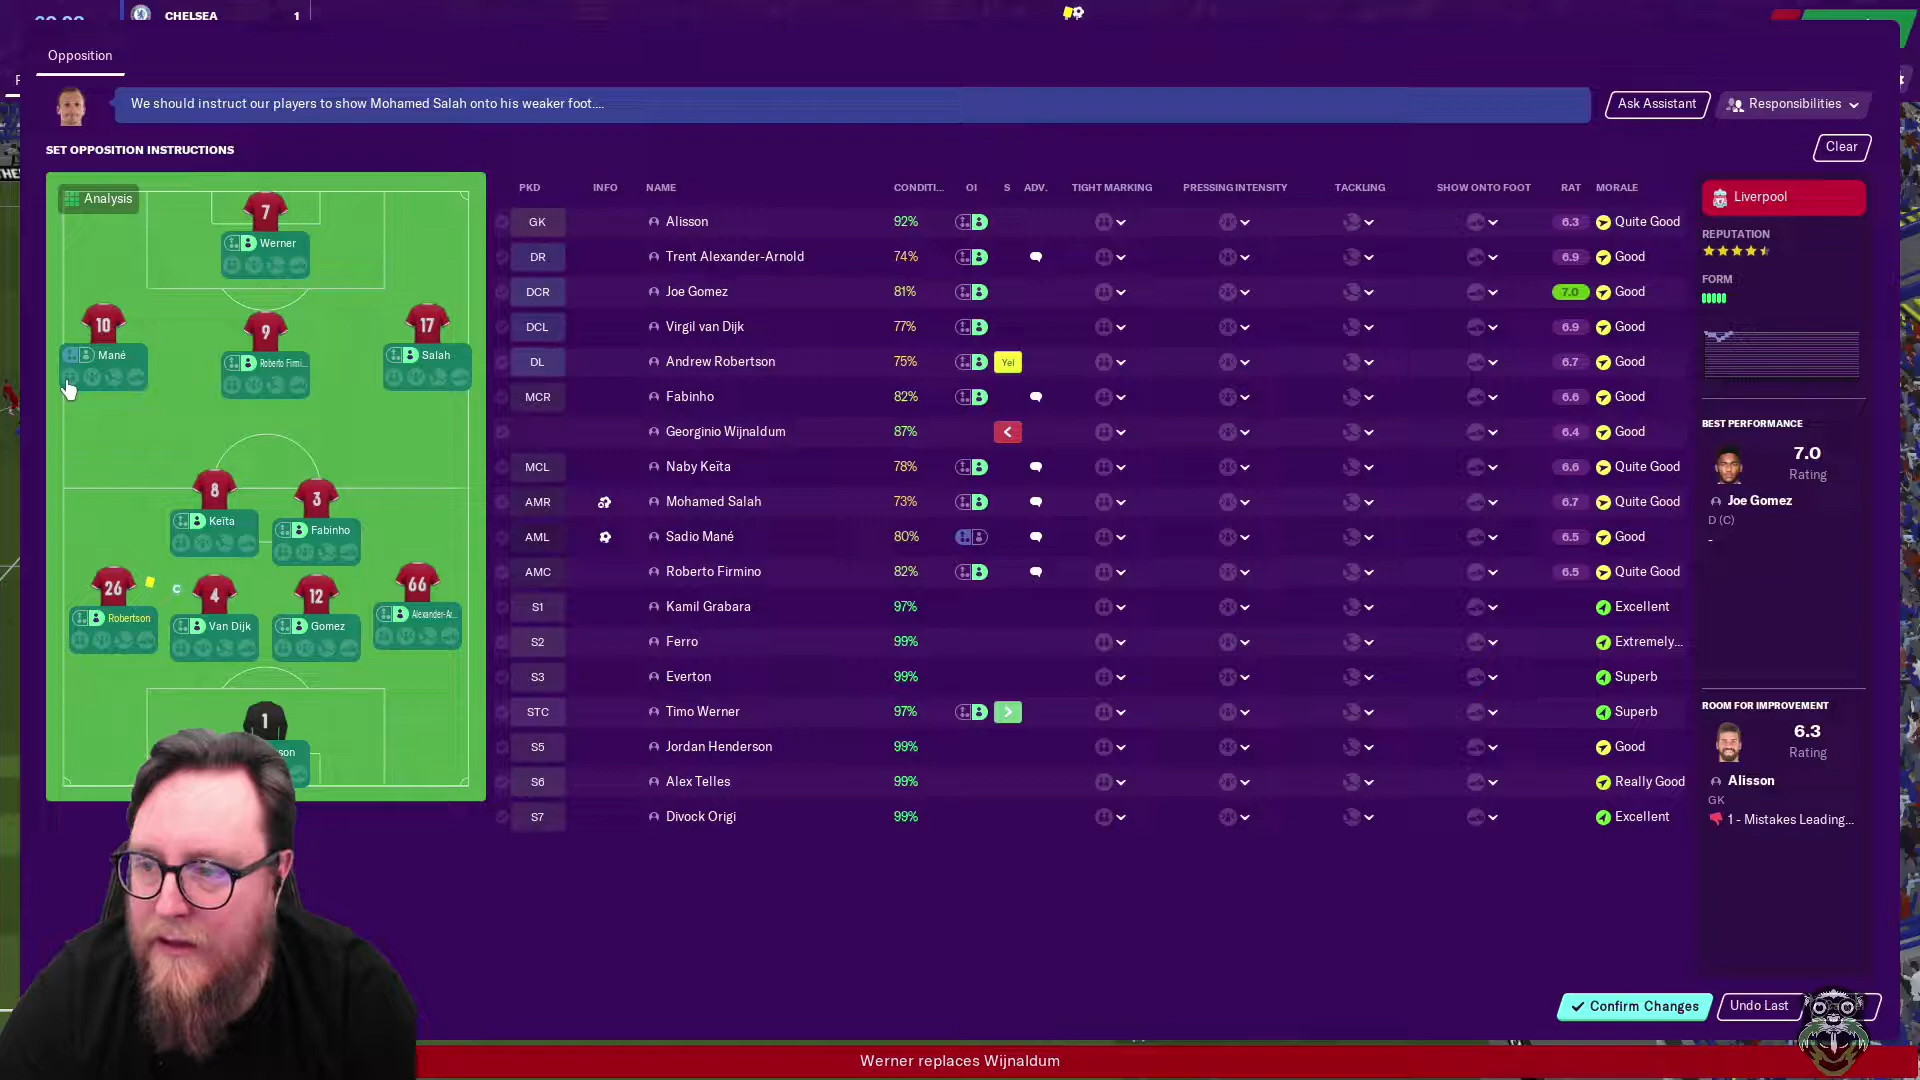 CHELSEA 1
Opposition
We should instruct our players to show Mohamed Salah onto his weaker foot....
Ask Assistant
Responsibilities
SET OPPOSITION INSTRUCTIONS
Clear
Analysis
7
Werner
10
Mané
9
Roberto Firmi...
17
Salah
8
Keïta
3
Fabinho
26
Robertson
C
4
Van Dijk
12
Gomez
66
Alexander-Ar...
1
PKD INFO NAME CONDITI... OI S ADV. TIGHT MARKING PRESSING INTENSITY TACKLING SHOW ONTO FOOT RAT MORALE
GK Alisson 92% 6.3 Quite Good
DR Trent Alexander-Arnold 74% 6.9 Good
DCR Joe Gomez 81% 7.0 Good
DCL Virgil van Dijk 77% 6.9 Good
DL Andrew Robertson 75% Yel 6.7 Good
MCR Fabinho 82% 6.6 Good
Georginio Wijnaldum 87% 6.4 Good
MCL Naby Keïta 78% 6.6 Quite Good
AMR Mohamed Salah 73% 6.7 Quite Good
AML Sadio Mané 80% 6.5 Good
AMC Roberto Firmino 82% 6.5 Quite Good
S1 Kamil Grabara 97% Excellent
S2 Ferro 99% Extremely...
S3 Everton 99% Superb
STC Timo Werner 97% Superb
S5 Jordan Henderson 99% Good
S6 Alex Telles 99% Really Good
S7 Divock Origi 99% Excellent
Liverpool
REPUTATION
FORM
BEST PERFORMANCE
7.0
Rating
Joe Gomez
D (C)
-
ROOM FOR IMPROVEMENT
6.3
Rating
Alisson
GK
1 - Mistakes Leading...
Confirm Changes
Undo Last
Werner replaces Wijnaldum